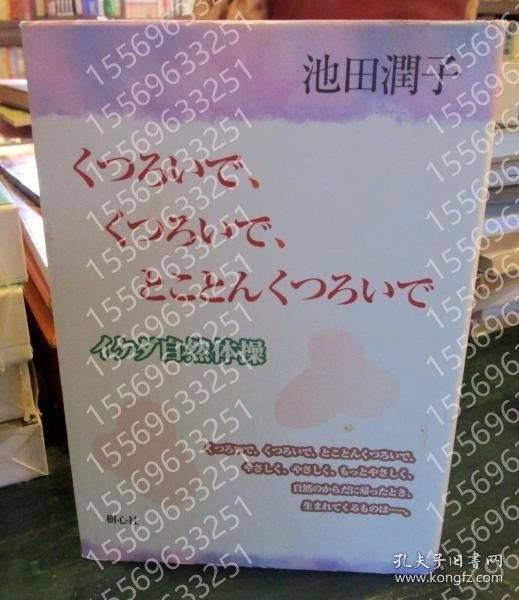 池田潤子
くつろいで、
くつろいで、
とことんくつろいで
イケダ自然体操
くつろいで、くつろいで、とことんくつろいで、
やさしく、やさしく、もっとやさしく、
自然のからだに帰ったとき、
生まれてくるものは……。
樹心社
孔夫子旧书网
www.kongfz.com
15569633251